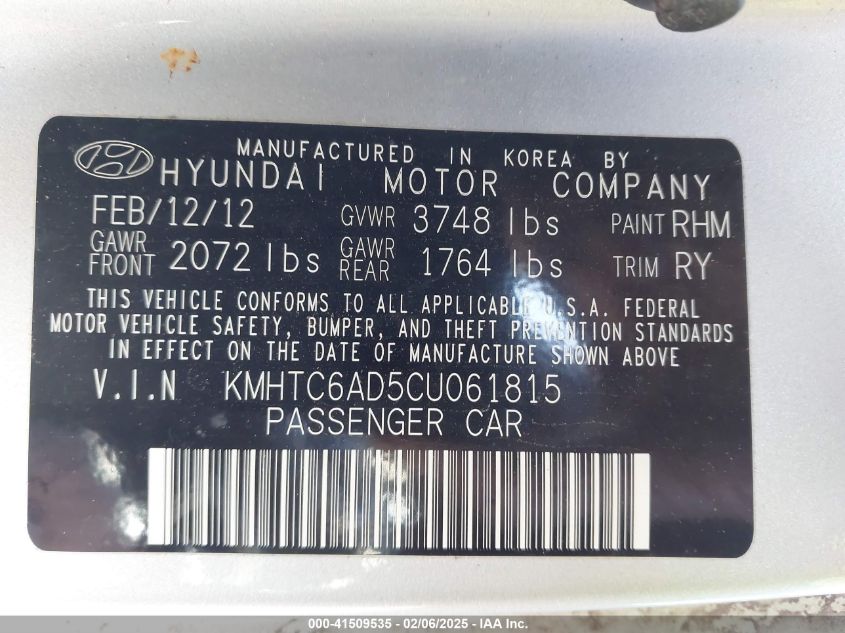 MANUFACTURED IN KOREA BY
HYUNDAI MOTOR COMPANY
FEB/12/12 GVWR 3748 lbs PAINT RHM
GAWR FRONT 2072 lbs GAWR REAR 1764 lbs TRIM RY
THIS VEHICLE CONFORMS TO ALL APPLICABLE U.S.A. FEDERAL
MOTOR VEHICLE SAFETY, BUMPER, AND THEFT PREVENTION STANDARDS
IN EFFECT ON THE DATE OF MANUFACTURE SHOWN ABOVE
V.I.N KMHTC6AD5CU061815
PASSENGER CAR
000-41509535 - 02/06/2025 - IAA Inc.